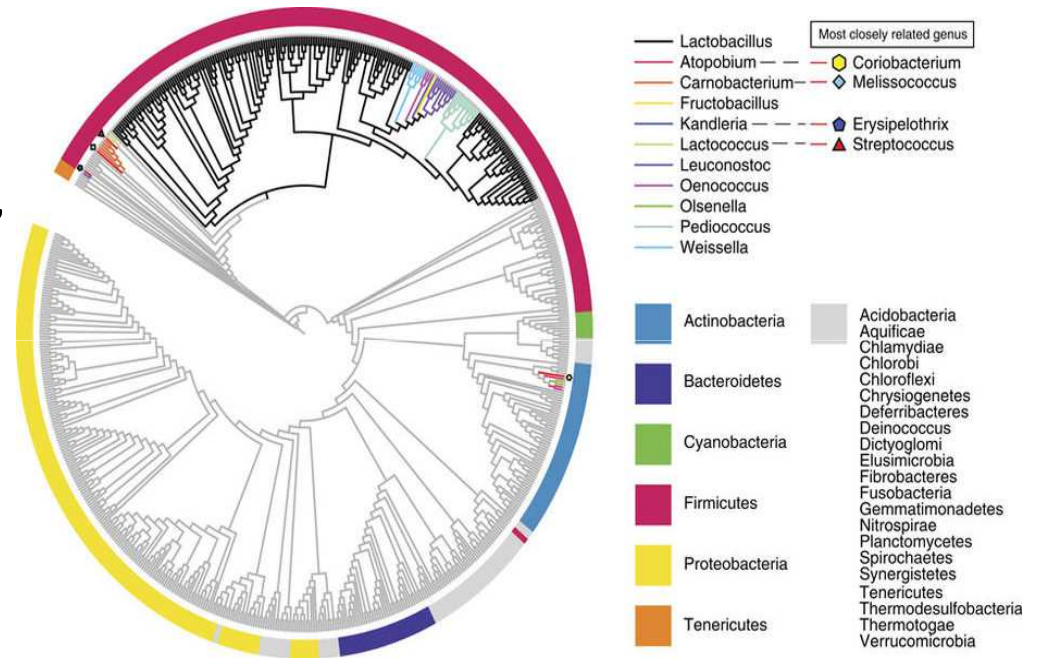 Most closely related genus
Lactobacillus
Atopobium
Coriobacterium
Carnobacterium
Melissococcus
Fructobacillus
Kandleria
Erysipelothrix
Lactococcus
Streptococcus
Leuconostoc
Oenococcus
Olsenella
Pediococcus
Weissella
Actinobacteria
Bacteroidetes
Cyanobacteria
Firmicutes
Proteobacteria
Tenericutes
Acidobacteria
Aquificae
Chlamydiae
Chlorobi
Chloroflexi
Chrysiogenetes
Deferribacteres
Deinococcus
Dictyoglomi
Elusimicrobia
Fibrobacteres
Fusobacteria
Gemmatimonadetes
Nitrospirae
Planctomycetes
Spirochaetes
Synergistetes
Tenericutes
Thermodesulfobacteria
Thermotogae
Verrucomicrobia